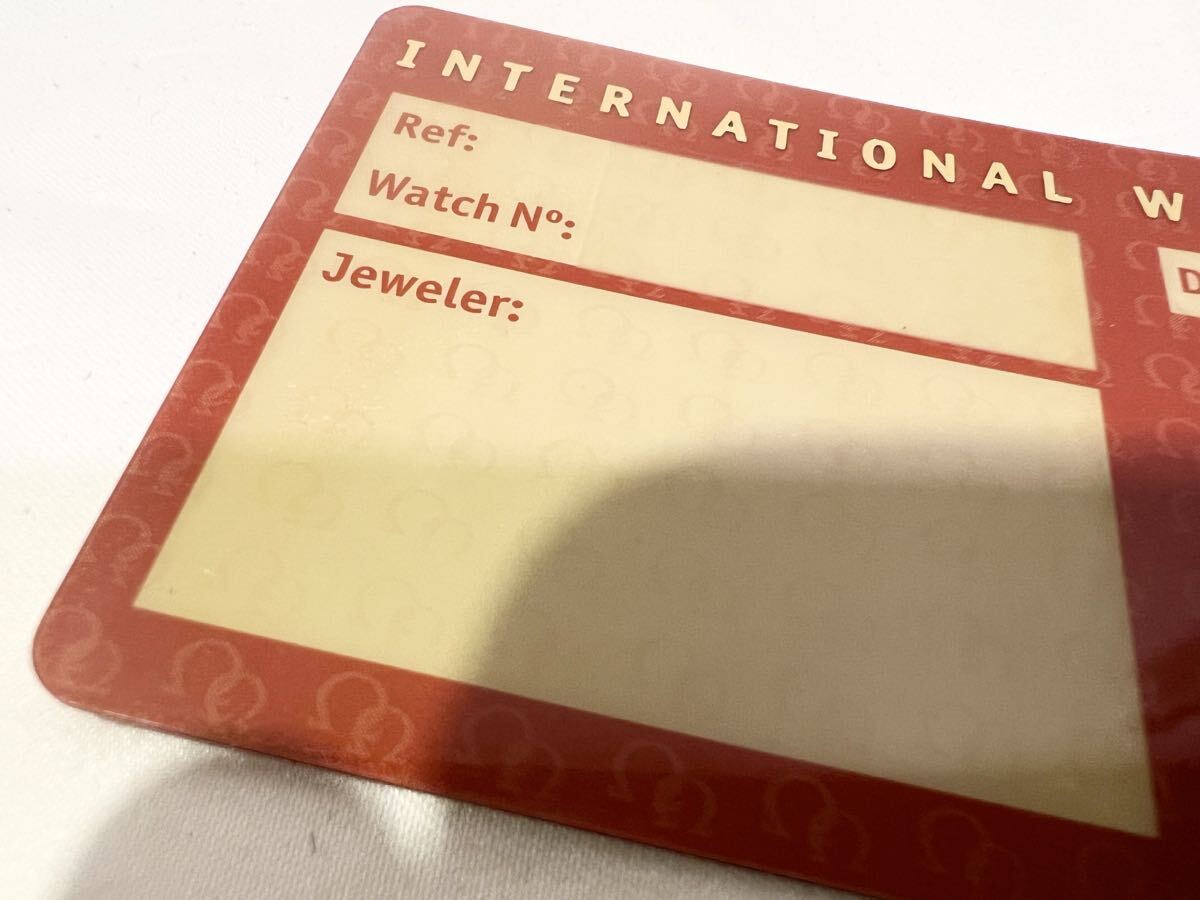 INTERNATIONAL W
Ref:
Watch Nº:
D
Jeweler: